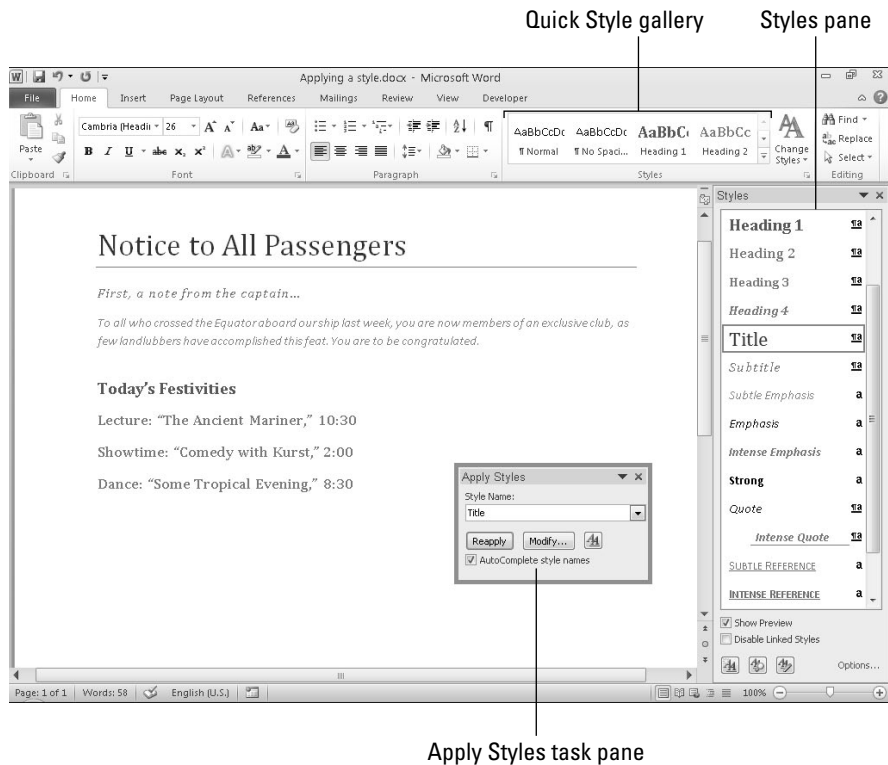 Quick Style gallery Styles pane
Applying a style.docx - Microsoft Word
File Home Insert Page Layout References Mailings Review View Developer
Cambria (Headin 26 A A Aa
Paste B I U abc x, x² A A
AaBbCcDc AaBbCcDc AaBbC AaBbCc
¶ Normal ¶ No Spaci... Heading 1 Heading 2
Change Styles
Find
Replace
Select
Clipboard Font Paragraph Styles Editing
Styles
Heading 1 ¶a
Heading 2 ¶a
Heading 3 ¶a
Heading 4 ¶a
Title ¶a
Subtitle ¶a
Subtle Emphasis a
Emphasis a
Intense Emphasis a
Strong a
Quote ¶a
Intense Quote ¶a
SUBTLE REFERENCE a
INTENSE REFERENCE a
Show Preview
Disable Linked Styles
Options...
Notice to All Passengers
First, a note from the captain...
To all who crossed the Equator aboard our ship last week, you are now members of an exclusive club, as
few landlubbers have accomplished this feat. You are to be congratulated.
Today's Festivities
Lecture: “The Ancient Mariner,” 10:30
Showtime: “Comedy with Kurst,” 2:00
Dance: “Some Tropical Evening,” 8:30
Apply Styles
Style Name:
Title
Reapply Modify...
AutoComplete style names
Page: 1 of 1 Words: 58 English (U.S.) 100%
Apply Styles task pane